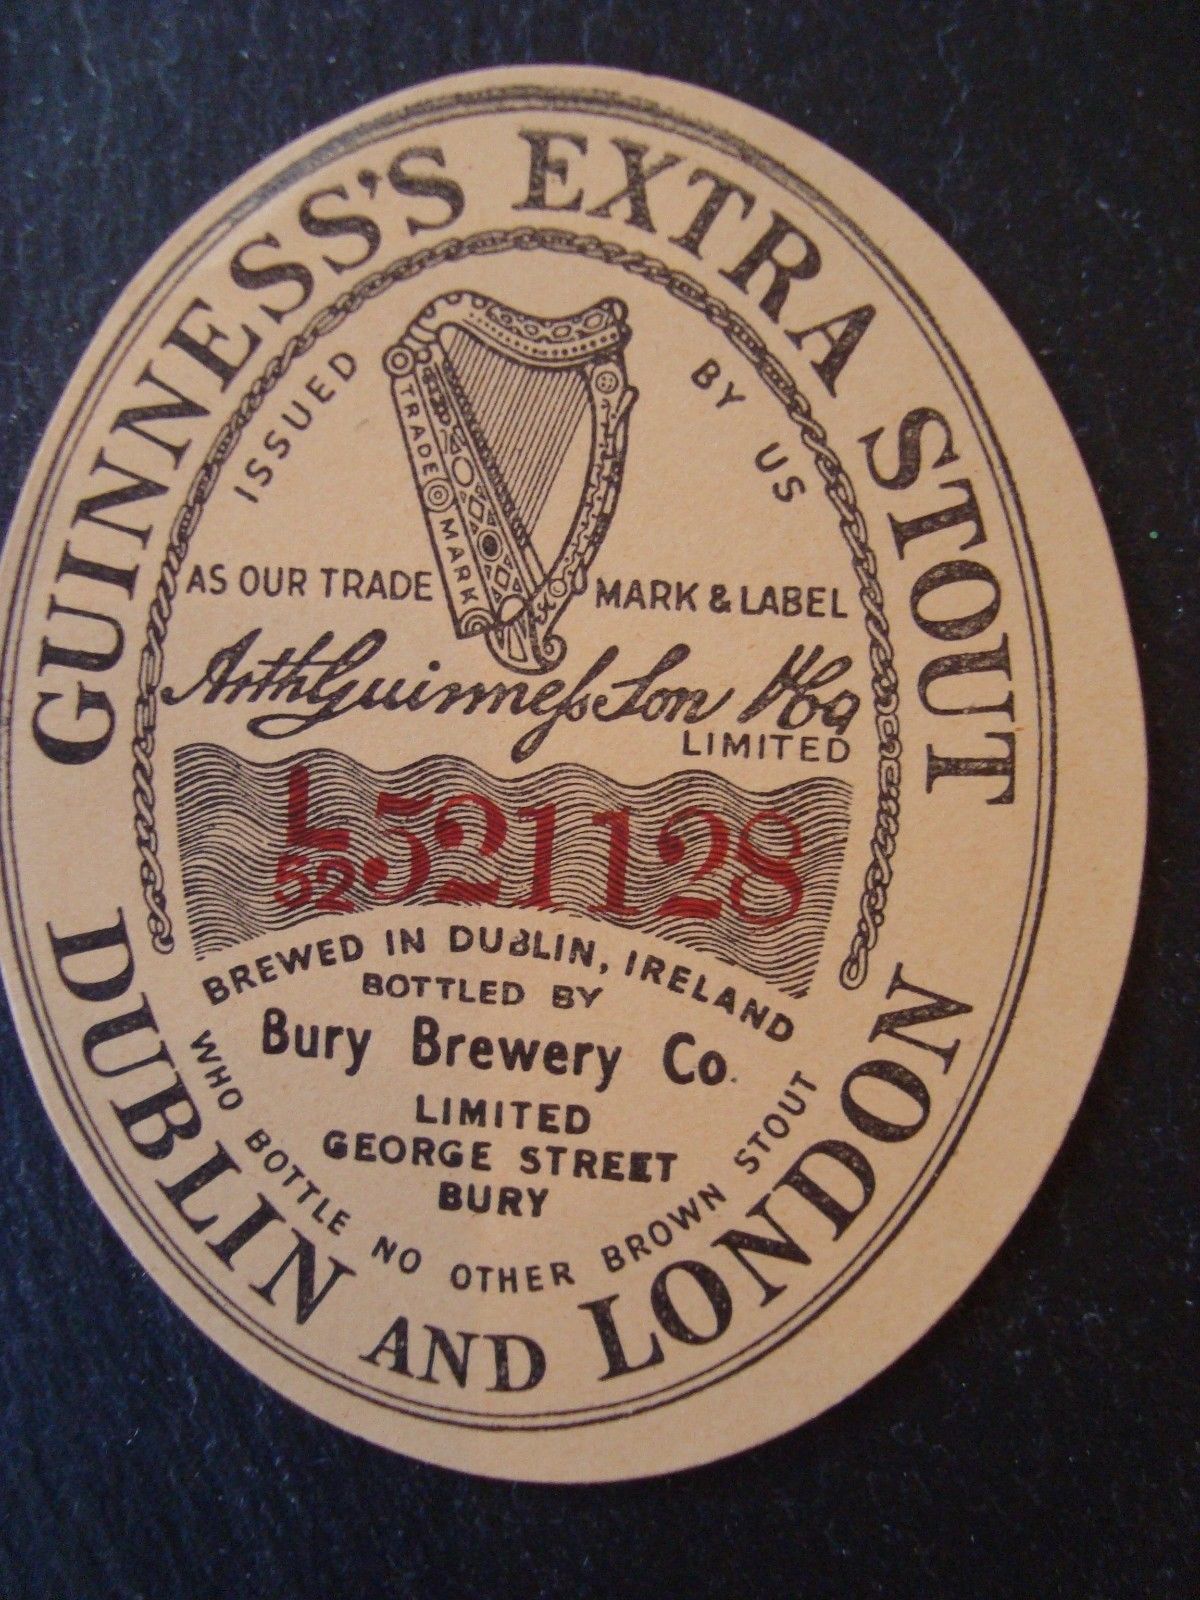 GUINNESS'S EXTRA STOUT
ISSUED BY US
TRADE MARK
AS OUR TRADE MARK & LABEL
Arth Guinness Son & Co
LIMITED
L
52 521128
BREWED IN DUBLIN, IRELAND
BOTTLED BY
Bury Brewery Co.
LIMITED
GEORGE STREET
BURY
WHO BOTTLE NO OTHER BROWN STOUT
DUBLIN AND LONDON